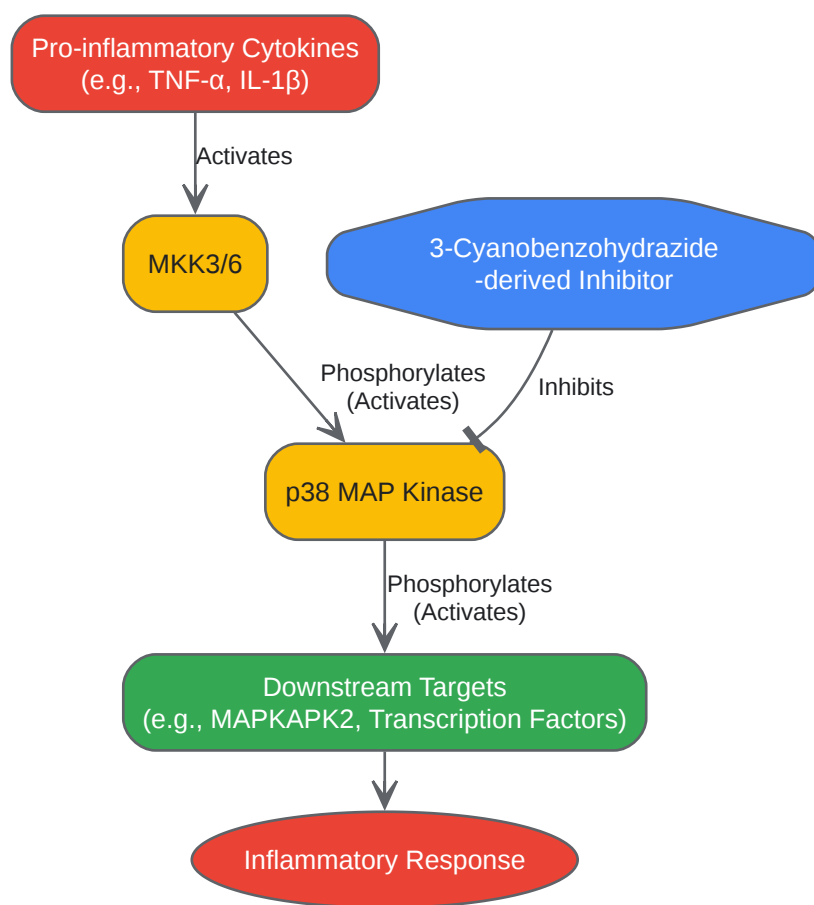 Pro-inflammatory Cytokines
(e.g., TNF-α, IL-1β)
Activates
MKK3/6
3-Cyanobenzohydrazide
-derived Inhibitor
Phosphorylates
(Activates)
Inhibits
p38 MAP Kinase
Phosphorylates
(Activates)
Downstream Targets
(e.g., MAPKAPK2, Transcription Factors)
Inflammatory Response